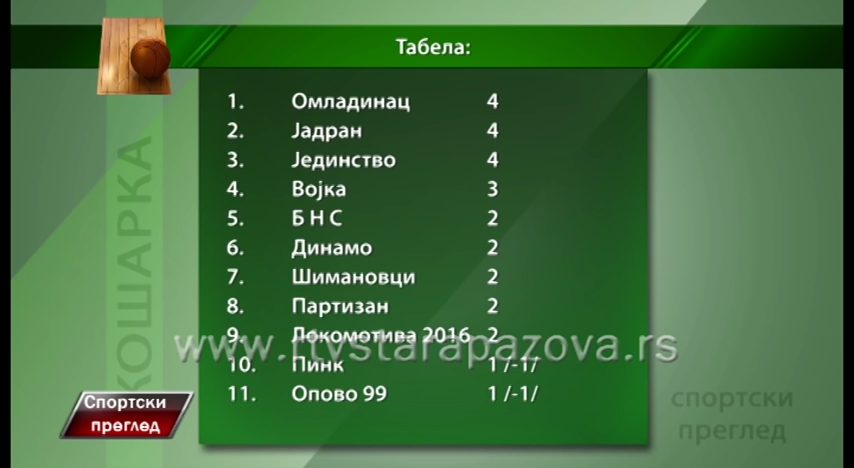 Табела:
КОШАРКА
1. Омладинац 4
2. Јадран 4
3. Јединство 4
4. Војка 3
5. Б Н С 2
6. Динамо 2
7. Шимановци 2
8. Партизан 2
9. Локомотива 2016 2
www.rtvstarapazova.rs
10. Пинк 1 /-1/
11. Опово 99 1 /-1/
Спортски
преглед
спортски
преглед